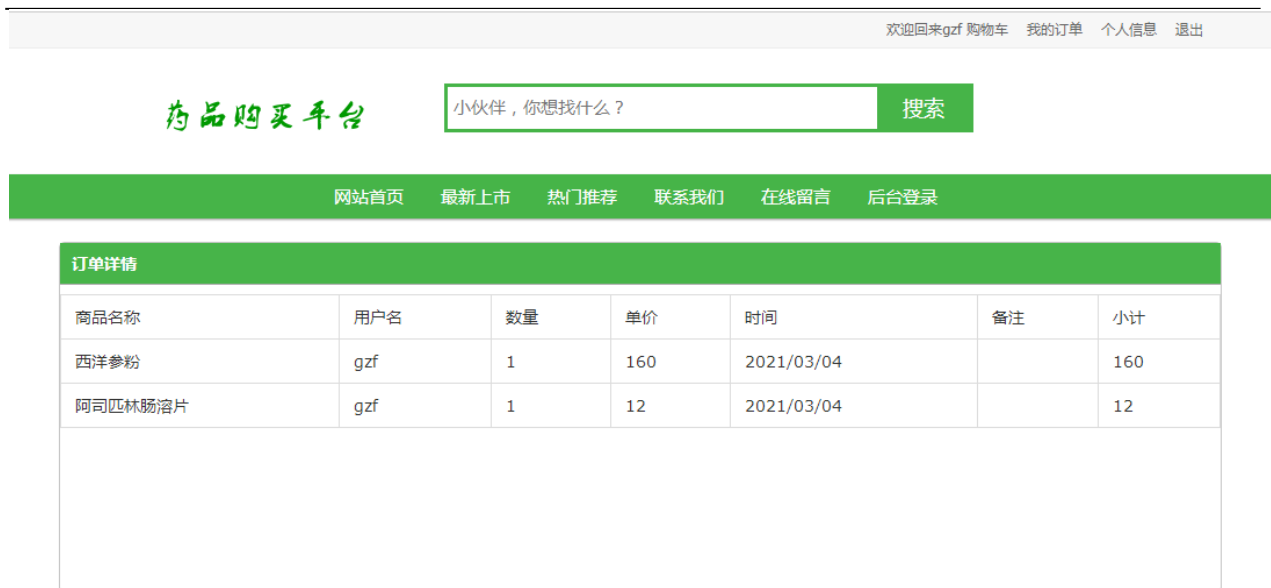 欢迎回来gzf 购物车 我的订单 个人信息 退出
药品购买平台
小伙伴，你想找什么？ 搜索
网站首页 最新上市 热门推荐 联系我们 在线留言 后台登录
订单详情
商品名称 用户名 数量 单价 时间 备注 小计
西洋参粉 gzf 1 160 2021/03/04 160
阿司匹林肠溶片 gzf 1 12 2021/03/04 12